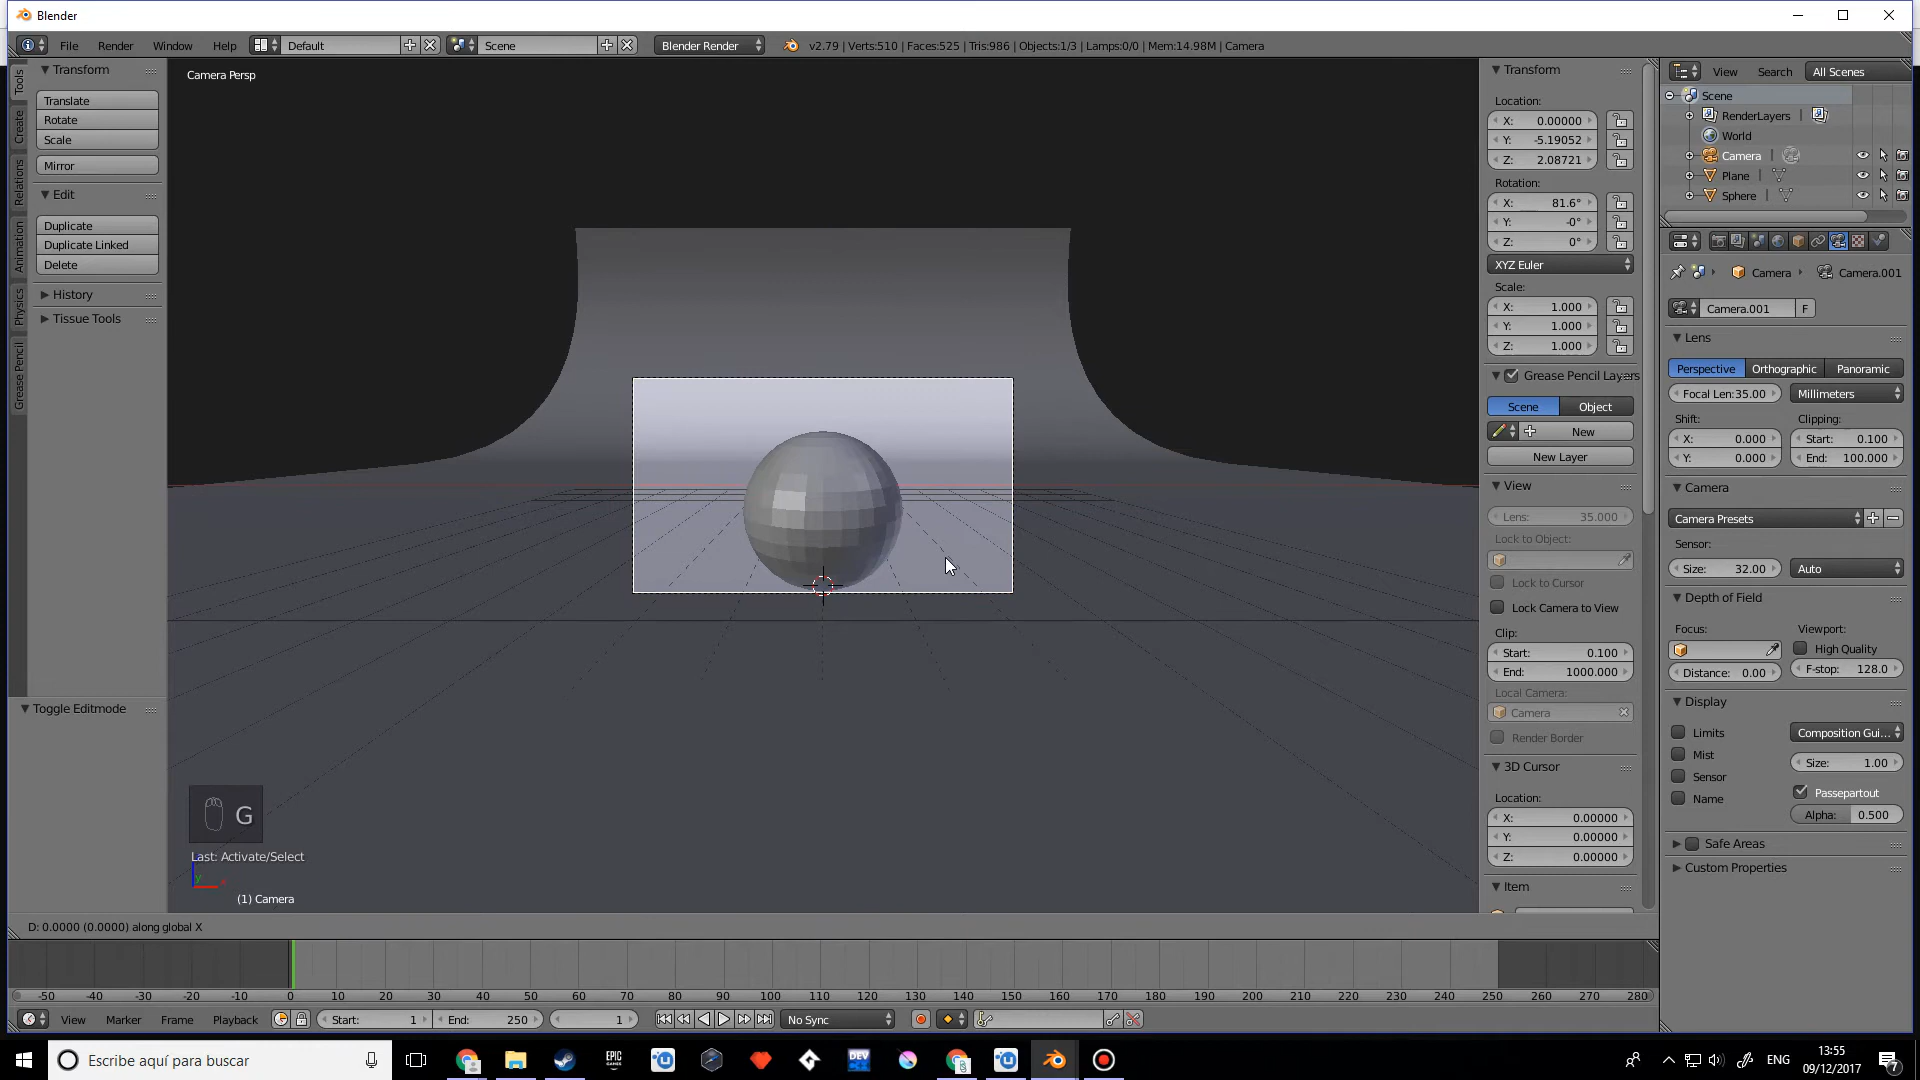 Blender
File Render Window Help Default Scene Blender Render v2.79 | Verts:510 | Faces:525 | Tris:986 | Objects:1/3 | Lamps:0/0 | Mem:14.98M | Camera
Tools
Create
Relations
Animation
Physics
Grease Pencil
Transform
Translate
Rotate
Scale
Mirror
Edit
Duplicate
Duplicate Linked
Delete
History
Tissue Tools
Toggle Editmode
Camera Persp
G
Last: Activate/Select
y
(1) Camera
D: 0.0000 (0.0000) along global X
Transform
Location:
X: 0.00000
Y: -5.19052
Z: 2.08721
Rotation:
X: 81.6°
Y: -0°
Z: 0°
XYZ Euler
Scale:
X: 1.000
Y: 1.000
Z: 1.000
Grease Pencil Layers
Scene Object
New
New Layer
View
Lens: 35.000
Lock to Object:
Lock to Cursor
Lock Camera to View
Clip:
Start: 0.100
End: 1000.000
Local Camera:
Camera
Render Border
3D Cursor
Location:
X: 0.00000
Y: 0.00000
Z: 0.00000
Item
View Search All Scenes
Scene
RenderLayers |
World
Camera |
Plane |
Sphere |
Camera Camera.001
Camera.001 F
Lens
Perspective Orthographic Panoramic
Focal Len:35.00 Millimeters
Shift: Clipping:
X: 0.000 Start: 0.100
Y: 0.000 End: 100.000
Camera
Camera Presets
Sensor:
Size: 32.00 Auto
Depth of Field
Focus: Viewport:
High Quality
Distance: 0.00 F-stop: 128.0
Display
Limits Composition Gui...
Mist Size: 1.00
Sensor Passepartout
Name Alpha: 0.500
Safe Areas
Custom Properties
-50 -40 -30 -20 -10 0 10 20 30 40 50 60 70 80 90 100 110 120 130 140 150 160 170 180 190 200 210 220 230 240 250 260 270 280
View Marker Frame Playback Start: 1 End: 250 1 No Sync
Escribe aquí para buscar EPIC GAMES DEV ENG 13:55
09/12/2017 7